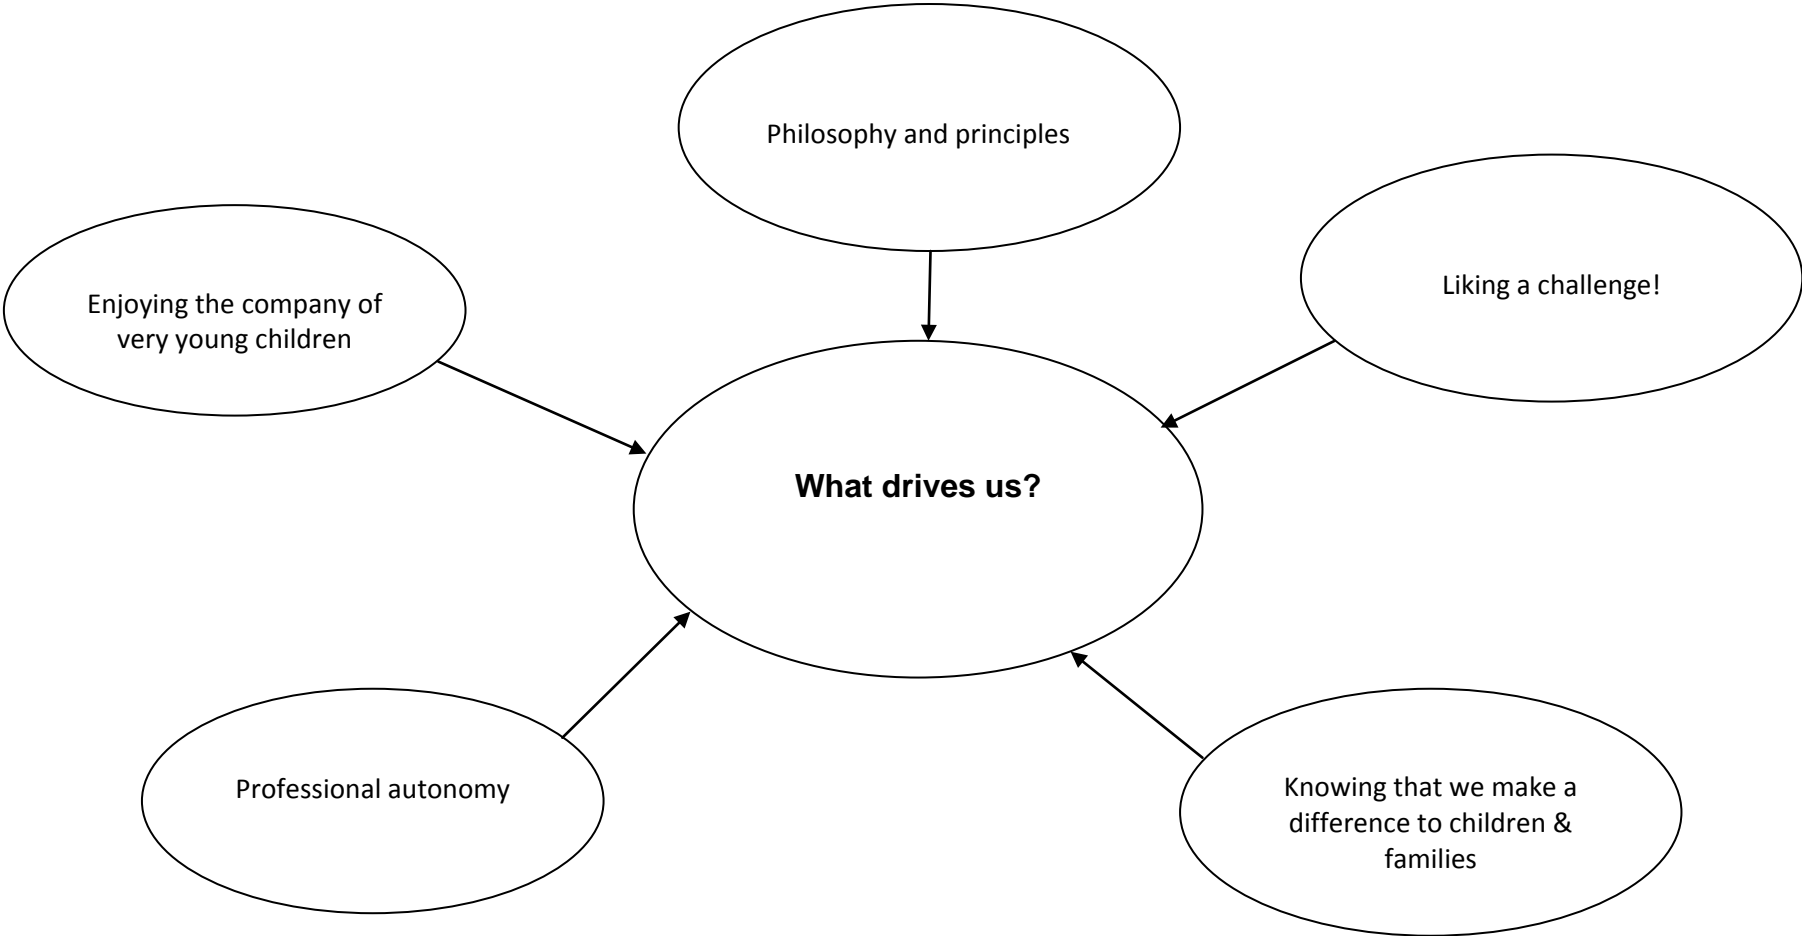 Philosophy and principles
Liking a challenge!
Enjoying the company of
very young children
What drives us?
Professional autonomy
Knowing that we make a
difference to children &
families